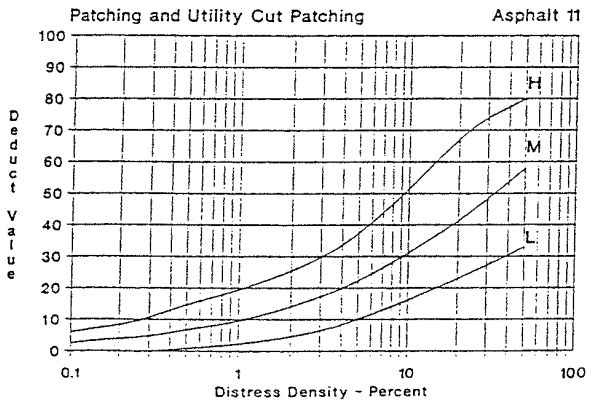 Patching and Utility Cut Patching Asphalt 11
100
90
80
70
60
50
40
30
20
10
0
Deduct Value
H
M
L
0.1 1 10 100
Distress Density - Percent